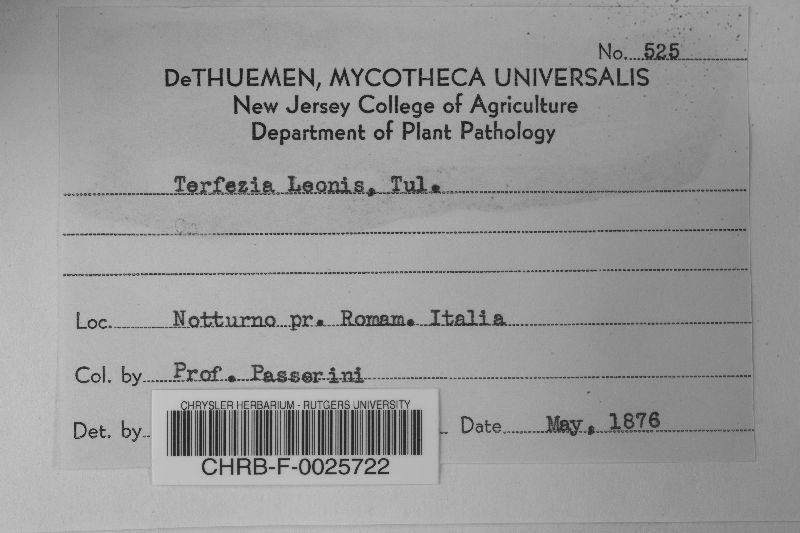 No. 525
DeTHUEMEN, MYCOTHECA UNIVERSALIS
New Jersey College of Agriculture
Department of Plant Pathology
Terfezia Leonis, Tul.
Loc. Notturno pr. Romam. Italia
Col. by Prof. Passerini
Det. by Date May, 1876
CHRYSLER HERBARIUM - RUTGERS UNIVERSITY
CHRB-F-0025722